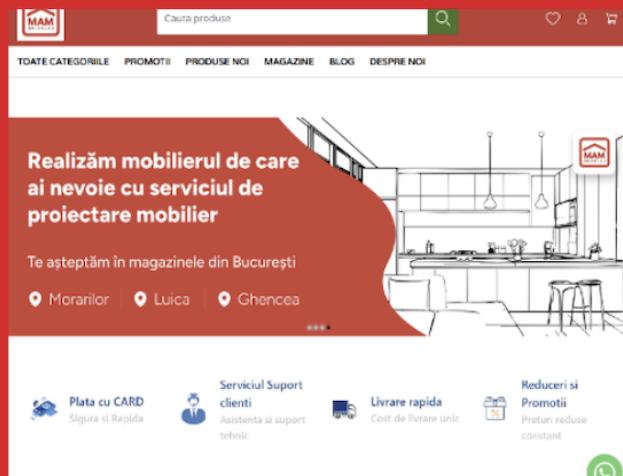 MAM
BRICOLAJ
Cauta produse
TOATE CATEGORIILE PROMOTII PRODUSE NOI MAGAZINE BLOG DESPRE NOI
Realizăm mobilierul de care
ai nevoie cu serviciul de
proiectare mobilier
MAM
Te așteptăm în magazinele din București
Morarilor Luica Ghencea
Plata cu CARD
Sigura si Rapida
Serviciul Suport
clienti
Asistenta si suport
tehnic
Livrare rapida
Cost de livrare unic
Reduceri si
Promotii
Preturi reduse
constant